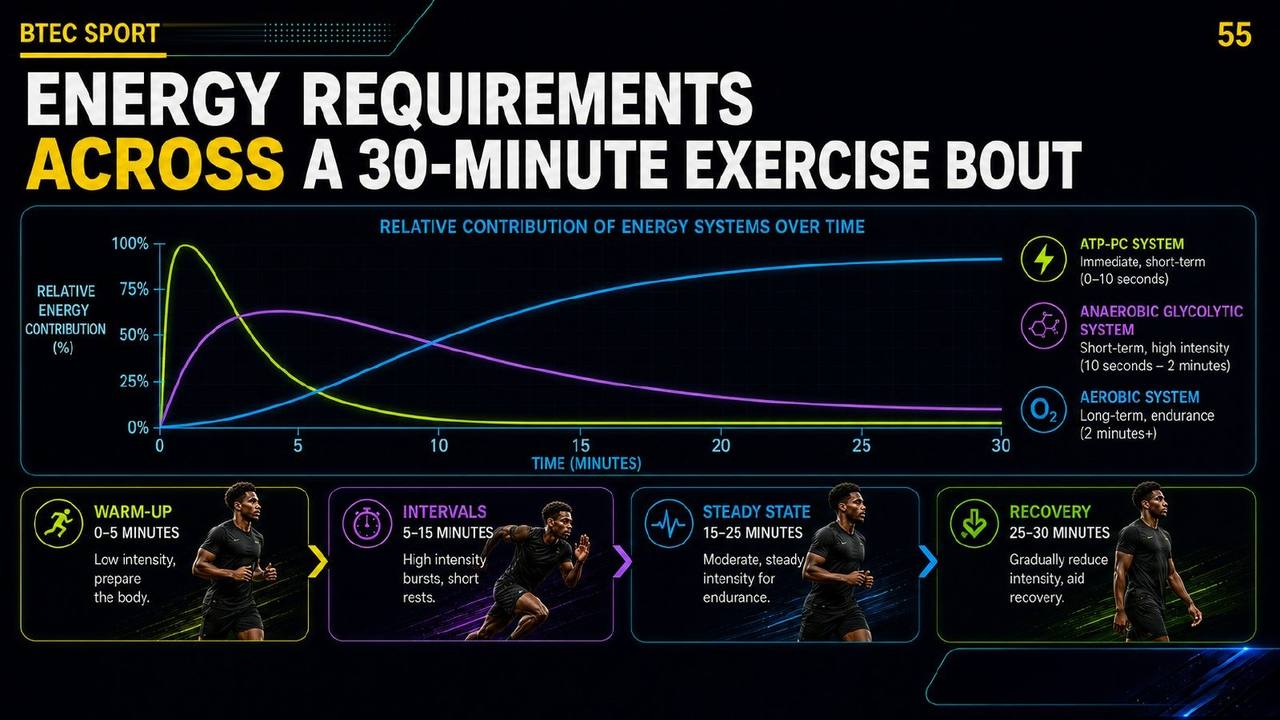 BTEC SPORT
55
ENERGY REQUIREMENTS
ACROSS A 30-MINUTE EXERCISE BOUT
RELATIVE CONTRIBUTION OF ENERGY SYSTEMS OVER TIME
RELATIVE
ENERGY
CONTRIBUTION
(%)
100%
75%
50%
25%
0%
0
5
10
15
20
25
30
TIME (MINUTES)
ATP-PC SYSTEM
Immediate, short-term
(0–10 seconds)
ANAEROBIC GLYCOLYTIC
SYSTEM
Short-term, high intensity
(10 seconds – 2 minutes)
O₂
AEROBIC SYSTEM
Long-term, endurance
(2 minutes+)
WARM-UP
0–5 MINUTES
Low intensity,
prepare
the body.
INTERVALS
5–15 MINUTES
High intensity
bursts, short
rests.
STEADY STATE
15–25 MINUTES
Moderate, steady
intensity for
endurance.
RECOVERY
25–30 MINUTES
Gradually reduce
intensity, aid
recovery.